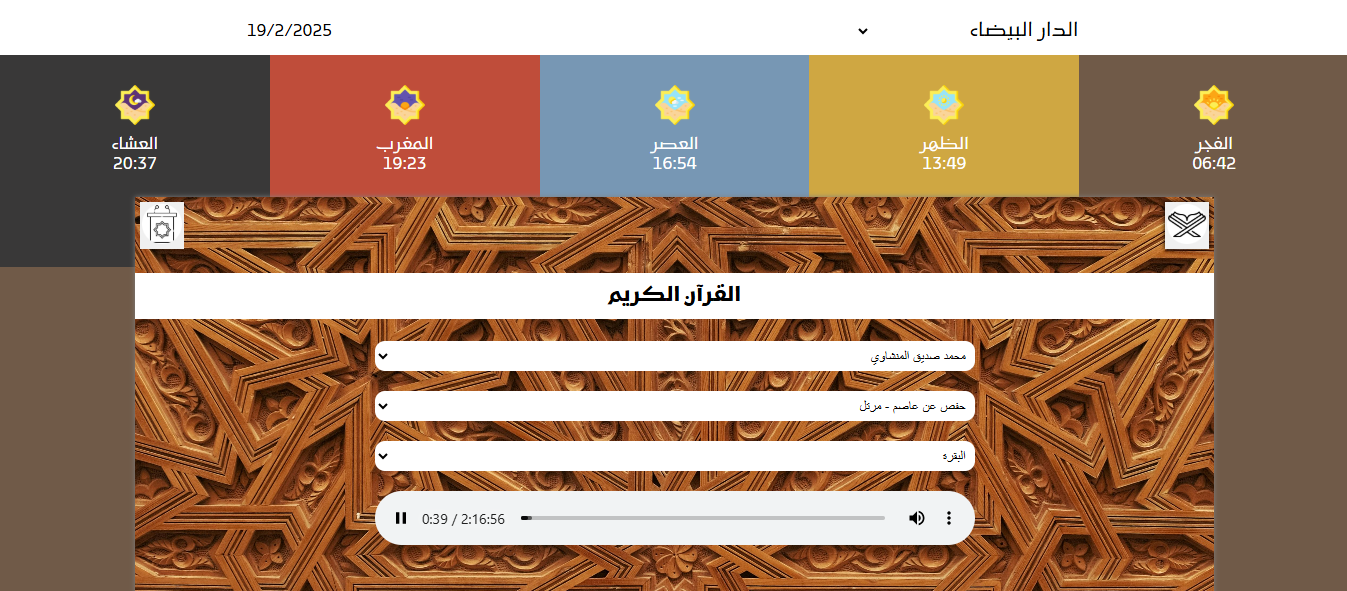 الدار البيضاء
19/2/2025
الفجر
06:42
الظهر
13:49
العصر
16:54
المغرب
19:23
العشاء
20:37
القرآن الكريم
محمد صديق المنشاوي
حفص عن عاصم - مرتل
البقرة
0:39 / 2:16:56